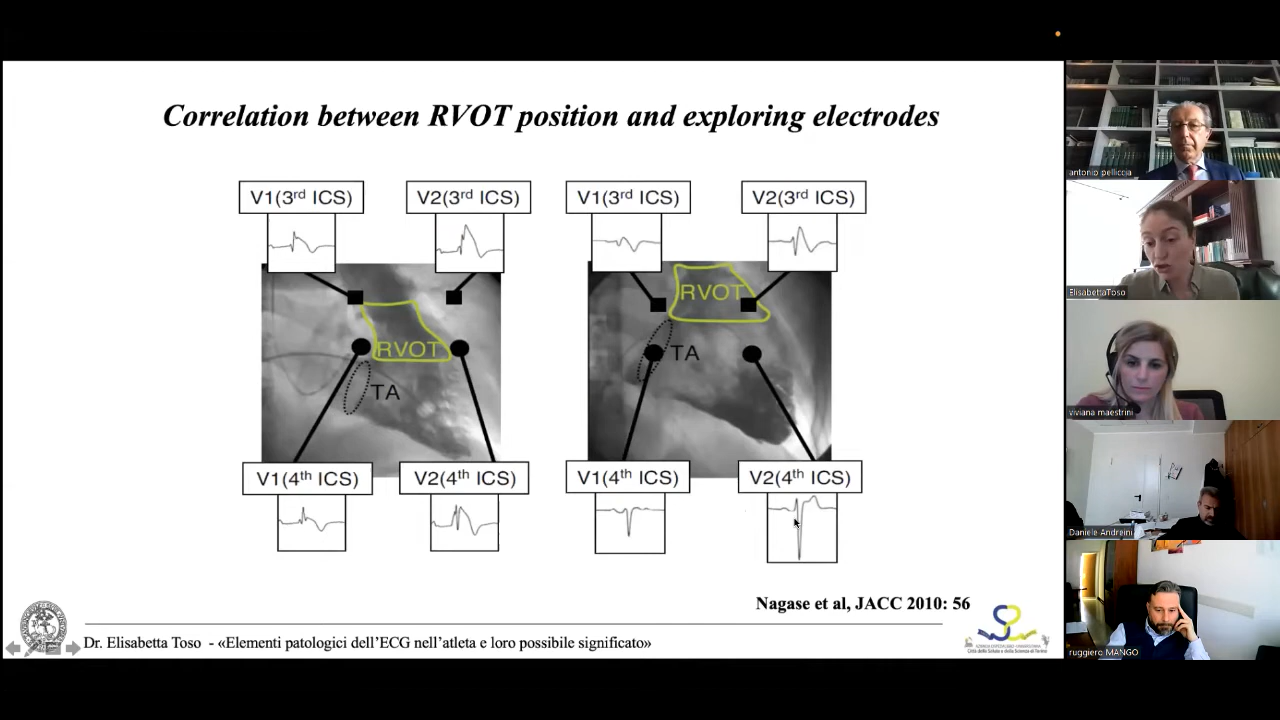 Correlation between RVOT position and exploring electrodes
V1(3rd ICS)
V2(3rd ICS)
V1(3rd ICS)
V2(3rd ICS)
RVOT
TA
RVOT
TA
V1(4th ICS)
V2(4th ICS)
V1(4th ICS)
V2(4th ICS)
Nagase et al, JACC 2010: 56
Dr. Elisabetta Toso - «Elementi patologici dell'ECG nell'atleta e loro possibile significato»
antonio pelliccia
ElisabettaToso
viviana maestrini
Daniele Andreini
ruggiero MANGO